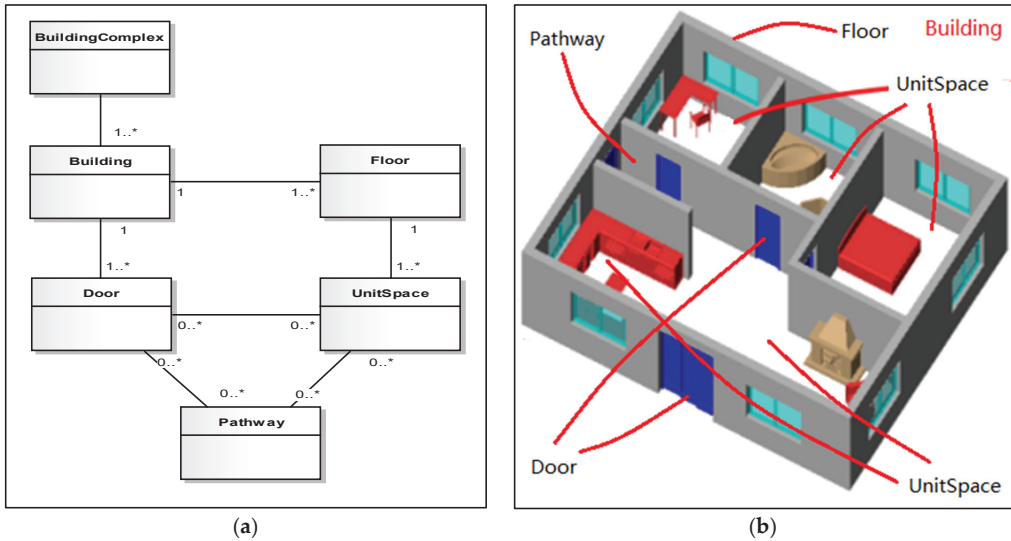 BuildingComplex
1..*
Building
Floor
1
1..*
1
1
1..*
1..*
Door
UnitSpace
0..*
0..*
0..*
0..*
0..*
0..*
Pathway
(a)
Floor
Building
Pathway
UnitSpace
Door
UnitSpace
(b)